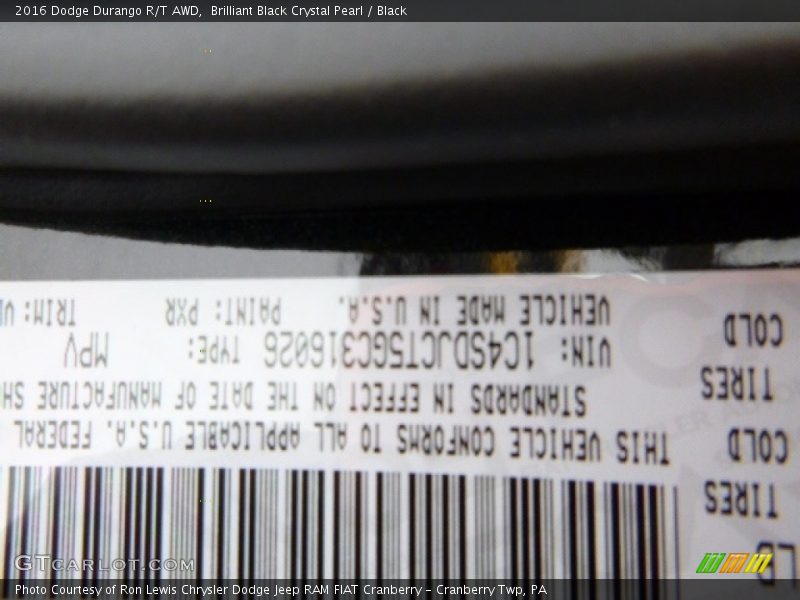 2016 Dodge Durango R/T AWD,  Brilliant Black Crystal Pearl / Black
THIS VEHICLE CONFORMS TO ALL APPLICABLE U.S.A. FEDERAL
STANDARDS IN EFFECT ON THE DATE OF MANUFACTURE SH
VIN: 1C4SDJCT5GC316026 TYPE: MPV
VEHICLE MADE IN U.S.A. PAINT: PXR TRIM:
TIRES
COLD
TIRES
COLD
GTCARLOT.COM
Photo Courtesy of Ron Lewis Chrysler Dodge Jeep RAM FIAT Cranberry – Cranberry Twp, PA